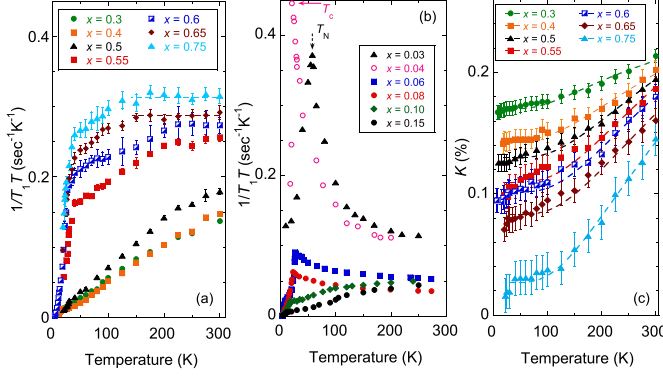 0.4
0.2
0
0 100 200 300
1/T₁T (sec⁻¹K⁻¹)
Temperature (K)
x = 0.3
x = 0.4
x = 0.5
x = 0.55
x = 0.6
x = 0.65
x = 0.75
(a)
(b)
T_c
T_N
0.4
0.2
0
0 100 200 300
1/T₁T (sec⁻¹K⁻¹)
Temperature (K)
x = 0.03
x = 0.04
x = 0.06
x = 0.08
x = 0.10
x = 0.15
x = 0.3
x = 0.4
x = 0.5
x = 0.55
x = 0.6
x = 0.65
x = 0.75
0.2
0.1
0
0 100 200 300
K (%)
Temperature (K)
(c)